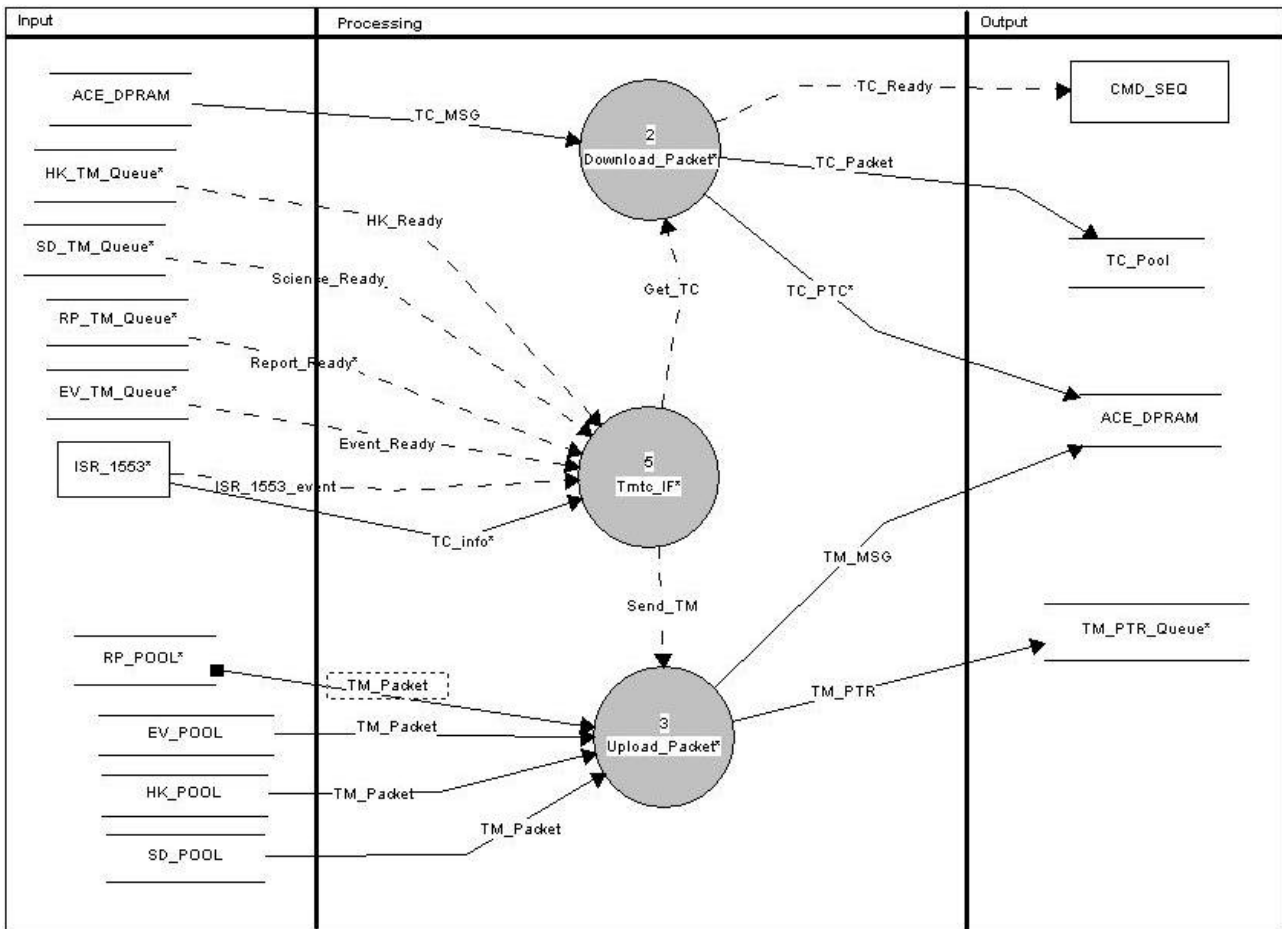 Input
Processing
Output
ACE_DPRAM
TC_MSG
2
Download_Packet*
TC_Ready
CMD_SEQ
HK_TM_Queue*
HK_Ready
TC_Packet
SD_TM_Queue*
Science_Ready
TC_Pool
Get_TC
TC_PTC*
RP_TM_Queue*
Report_Ready*
EV_TM_Queue*
Event_Ready
ACE_DPRAM
ISR_1553*
ISR_1553_event
TC_info*
5
Tmtc_IF*
TM_MSG
Send_TM
TM_PTR_Queue*
RP_POOL*
TM_Packet
TM_PTR
EV_POOL
TM_Packet
3
Upload_Packet*
HK_POOL
TM_Packet
SD_POOL
TM_Packet